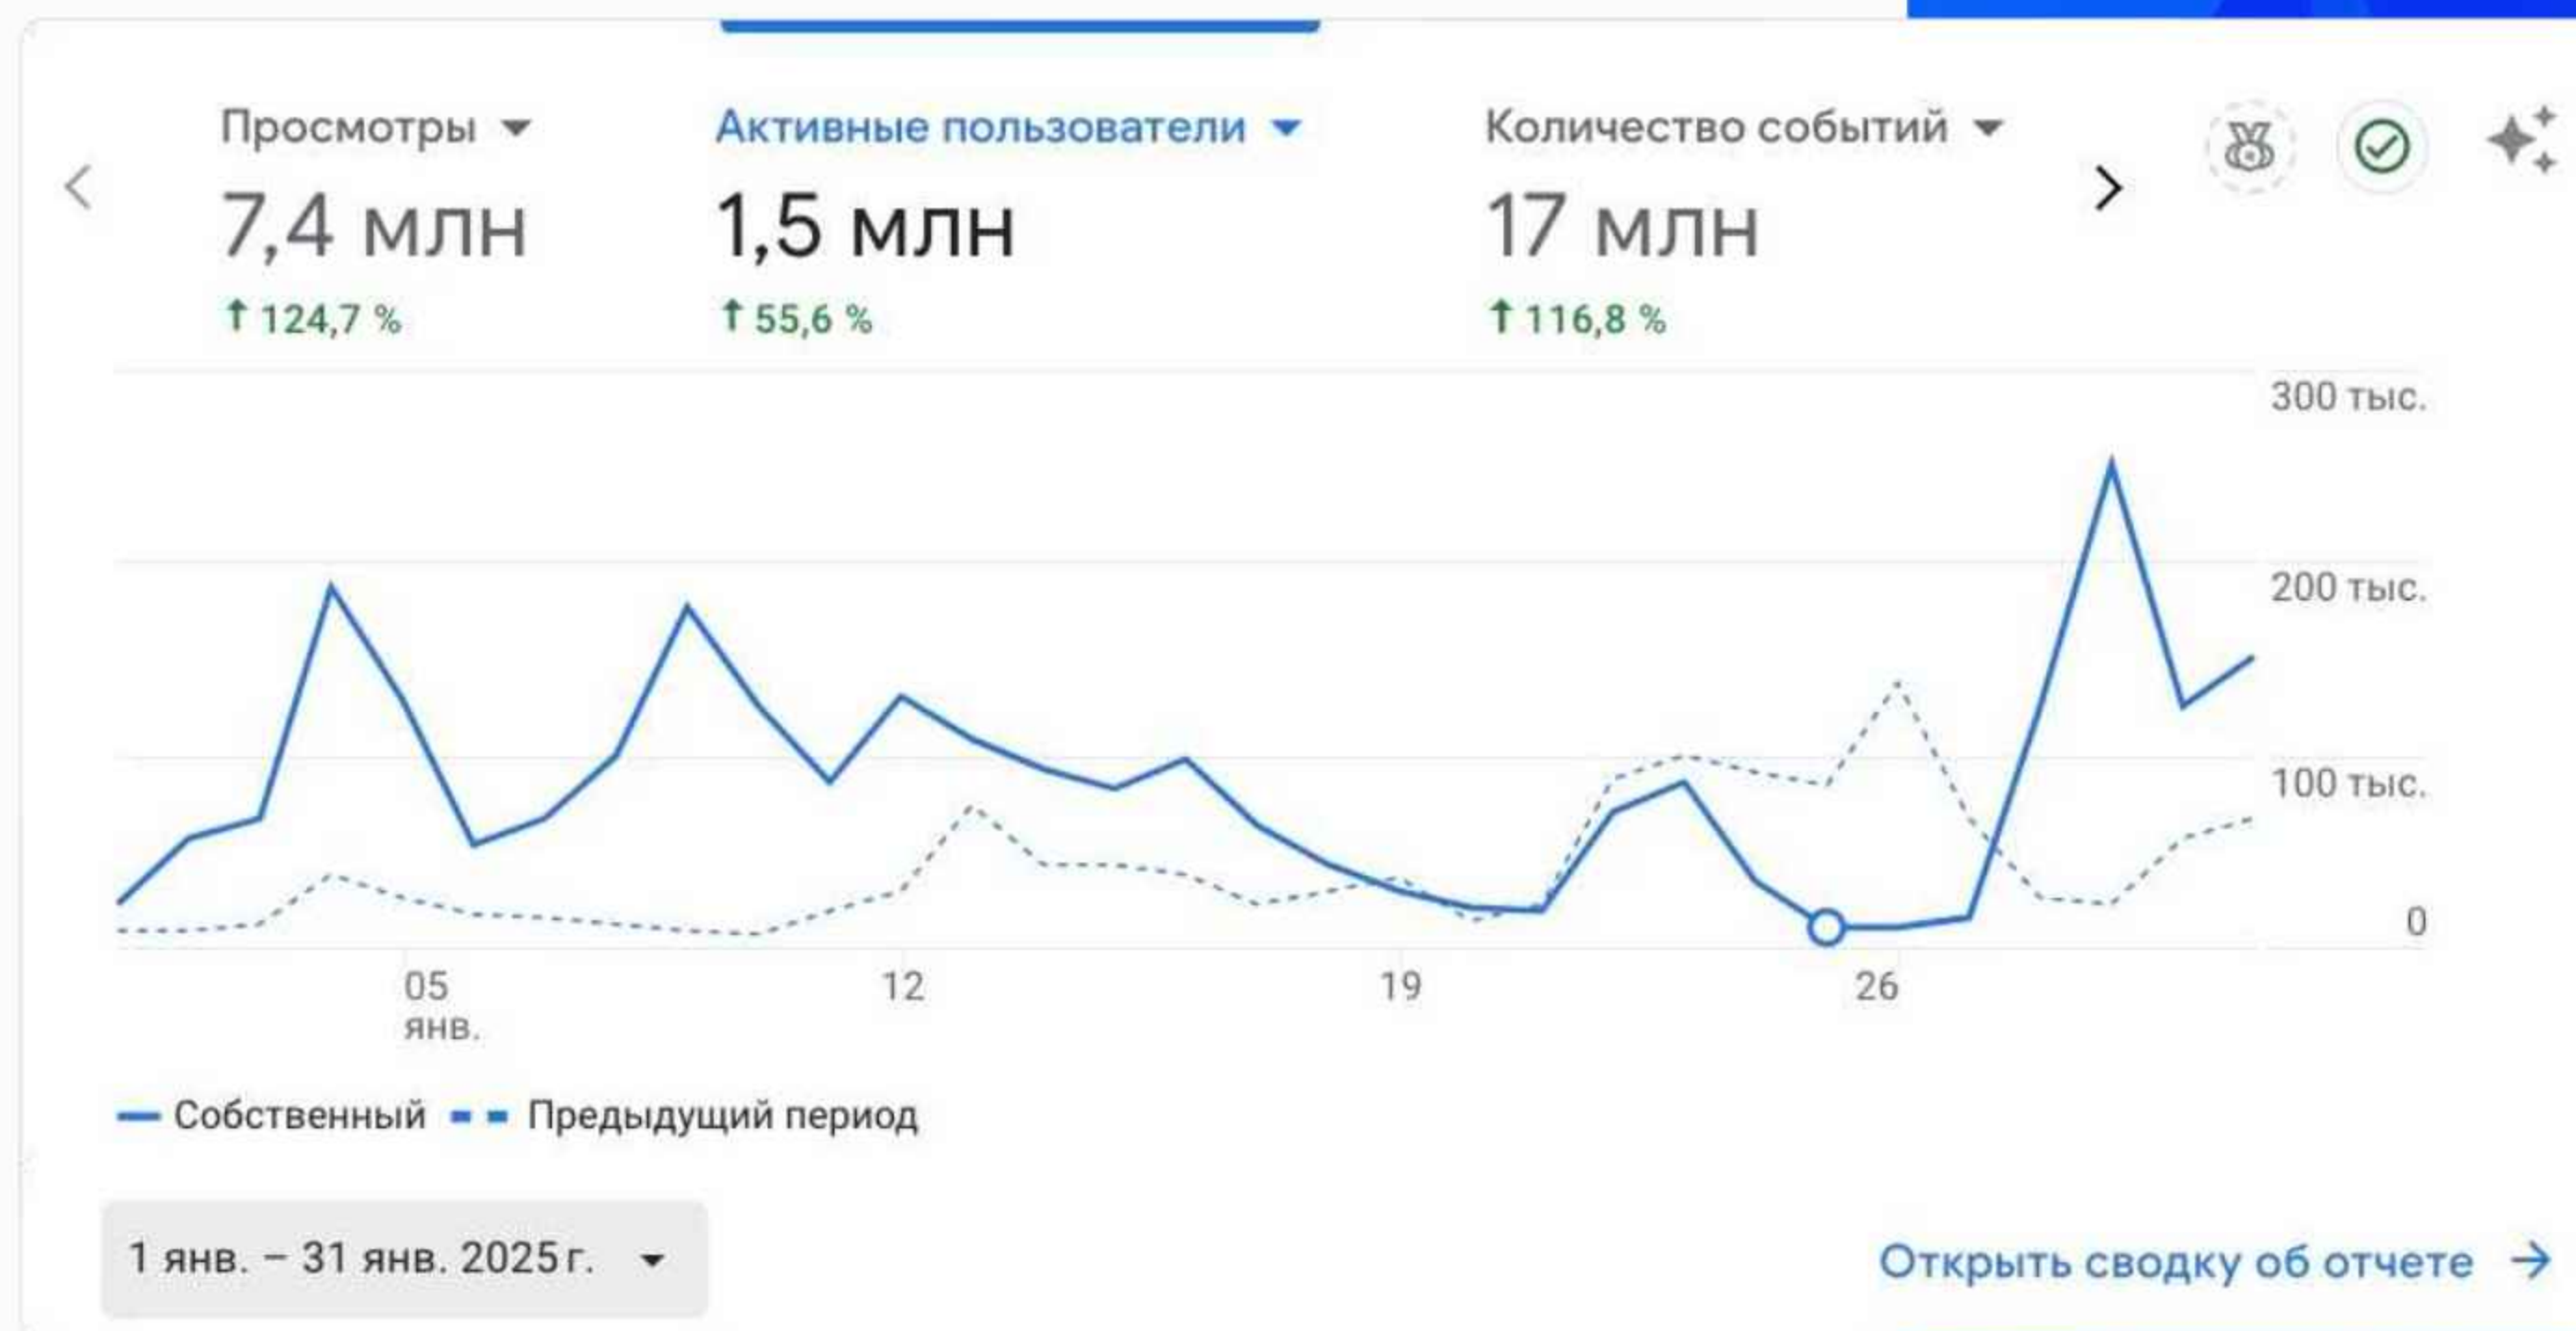 Просмотры
Активные пользователи
Количество событий
7,4 млн
1,5 млн
17 млн
124,7 %
55,6 %
116,8 %
300 тыс.
200 тыс.
100 тыс.
0
05
янв.
12
19
26
Собственный
Предыдущий период
1 янв. – 31 янв. 2025 г.
Открыть сводку об отчете